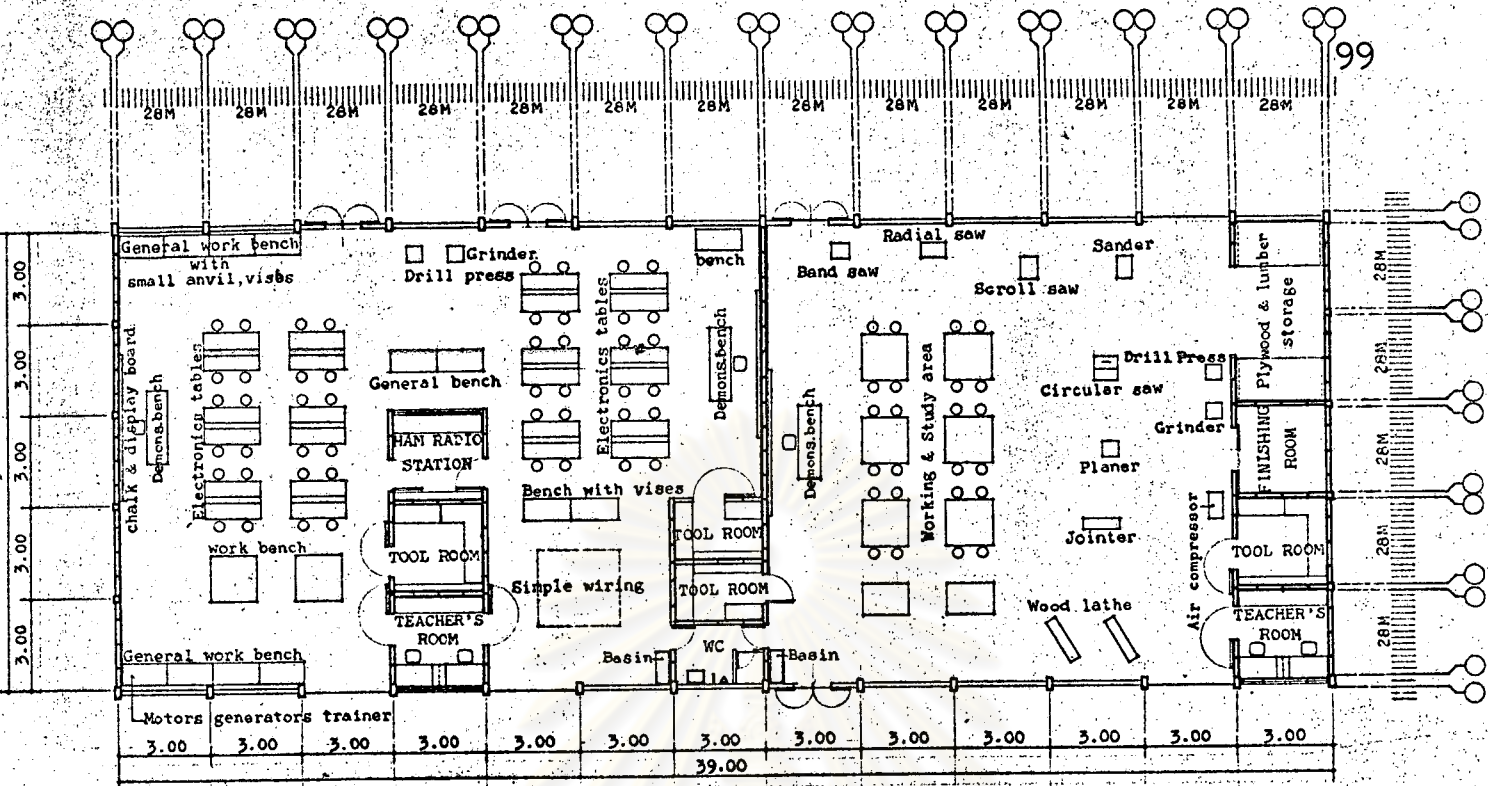 99
28M 28M 28M 28M 28M 28M 28M 28M 28M 28M 28M 28M 28M
General work bench
with
small anvil,vises
Grinder
Drill press
bench
Radial saw
Band saw
Scroll saw
Sander
Plywood & lumber
storage
chalk & display board
Demons.bench
Electronics tables
General bench
Electronics tables
Demons.bench
Drill Press
Circular saw
Grinder
HAM RADIO
STATION
Demons.bench
Working & Study area
Planer
FINISHING
ROOM
Bench with vises
TOOL ROOM
Jointer
Air compressor
TOOL ROOM
work bench
TOOL ROOM
Simple wiring
TOOL ROOM
TEACHER'S
ROOM
Wood lathe
TEACHER'S
ROOM
General work bench
Basin
WC
Basin
Motors generators trainer
3.00
3.00
3.00
3.00
3.00
28M
28M
28M
28M
28M
3.00 3.00 3.00 3.00 3.00 3.00 3.00 3.00 3.00 3.00 3.00 3.00 3.00
39.00